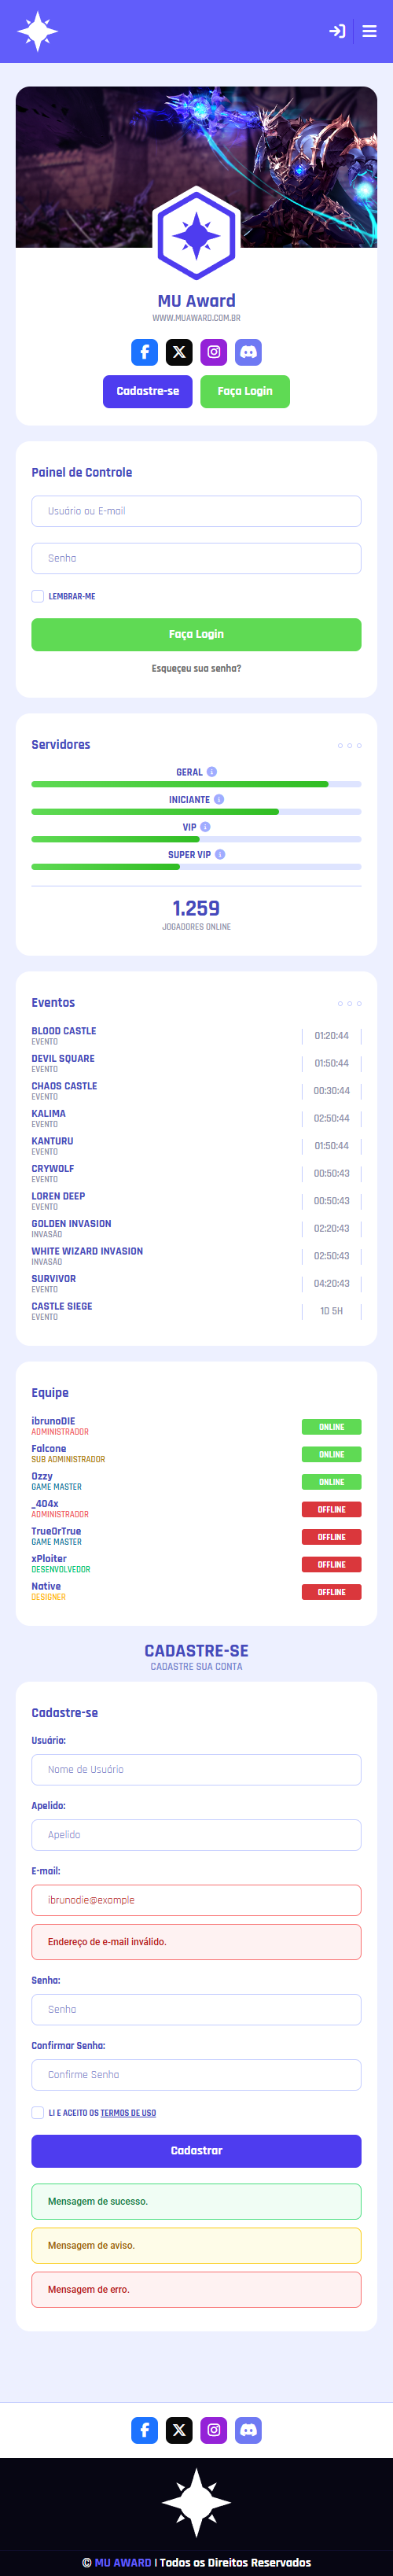 MU Award
WWW.MUAWARD.COM.BR
Cadastre-se
Faça Login
Painel de Controle
Usuário ou E-mail
Senha
LEMBRAR-ME
Faça Login
Esqueçeu sua senha?
Servidores
GERAL
INICIANTE
VIP
SUPER VIP
1.259
JOGADORES ONLINE
Eventos
BLOOD CASTLE
EVENTO
01:20:44
DEVIL SQUARE
EVENTO
01:50:44
CHAOS CASTLE
EVENTO
00:30:44
KALIMA
EVENTO
02:50:44
KANTURU
EVENTO
01:50:44
CRYWOLF
EVENTO
00:50:43
LOREN DEEP
EVENTO
00:50:43
GOLDEN INVASION
INVASÃO
02:20:43
WHITE WIZARD INVASION
INVASÃO
02:50:43
SURVIVOR
EVENTO
04:20:43
CASTLE SIEGE
EVENTO
1D 5H
Equipe
ibrunoDIE
ADMINISTRADOR
ONLINE
Falcone
SUB ADMINISTRADOR
ONLINE
Ozzy
GAME MASTER
ONLINE
_404x
ADMINISTRADOR
OFFLINE
TrueOrTrue
GAME MASTER
OFFLINE
xPloiter
DESENVOLVEDOR
OFFLINE
Native
DESIGNER
OFFLINE
CADASTRE-SE
CADASTRE SUA CONTA
Cadastre-se
Usuário:
Nome de Usuário
Apelido:
Apelido
E-mail:
ibrunodie@example
Endereço de e-mail inválido.
Senha:
Senha
Confirmar Senha:
Confirme Senha
LI E ACEITO OS TERMOS DE USO
Cadastrar
Mensagem de sucesso.
Mensagem de aviso.
Mensagem de erro.
© MU AWARD | Todos os Direitos Reservados